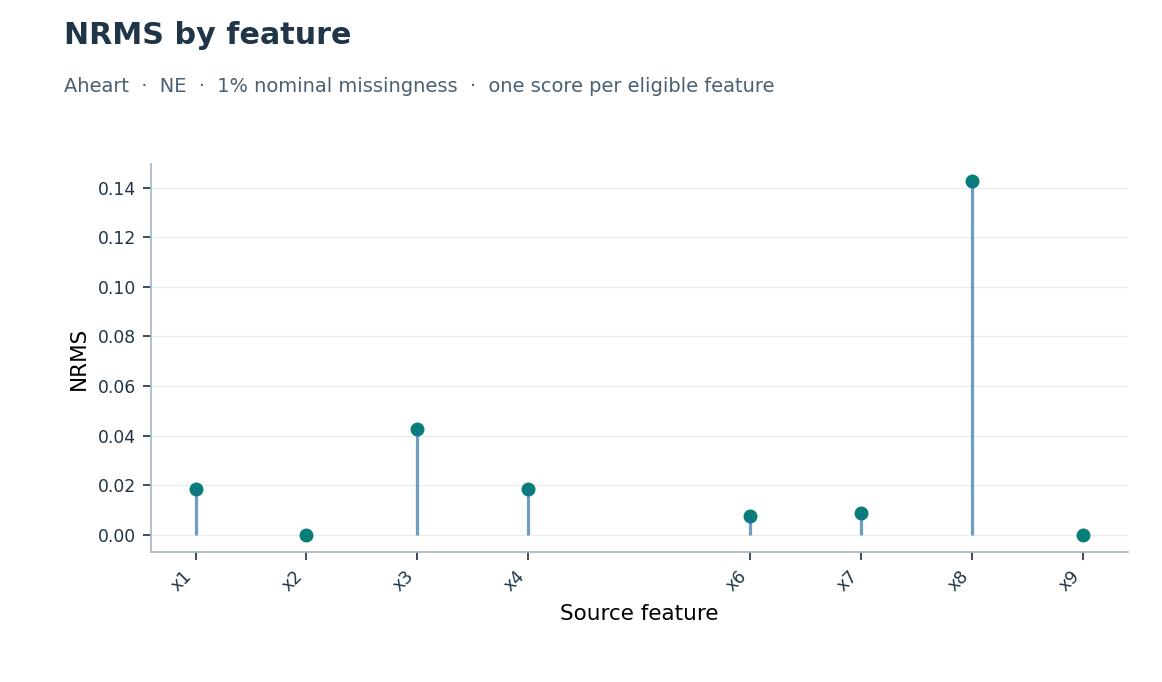 NRMS by feature
Aheart · NE · 1% nominal missingness · one score per eligible feature
0.14
0.12
0.10
0.08
0.06
0.04
0.02
0.00
NRMS
x1 x2 x3 x4 x6 x7 x8 x9
Source feature